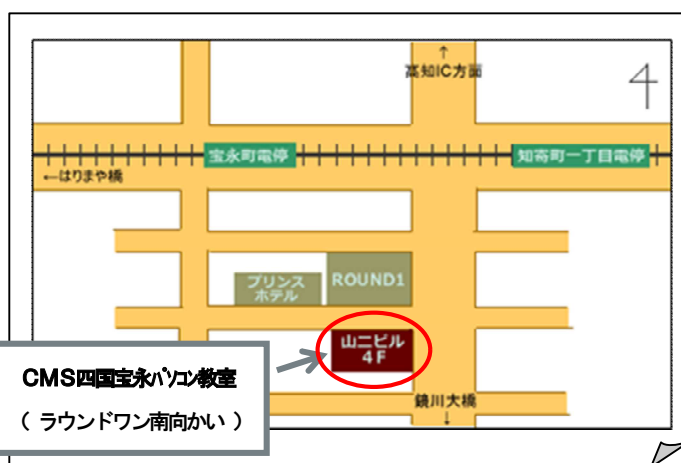 ↑
高知IC方面
宝永町電停
知寄町一丁目電停
←はりまや橋
プリンス
ホテル
ROUND1
山二ビル
4F
CMS四国宝永パソコン教室
（ ラウンドワン南向かい ）
鏡川大橋
↓